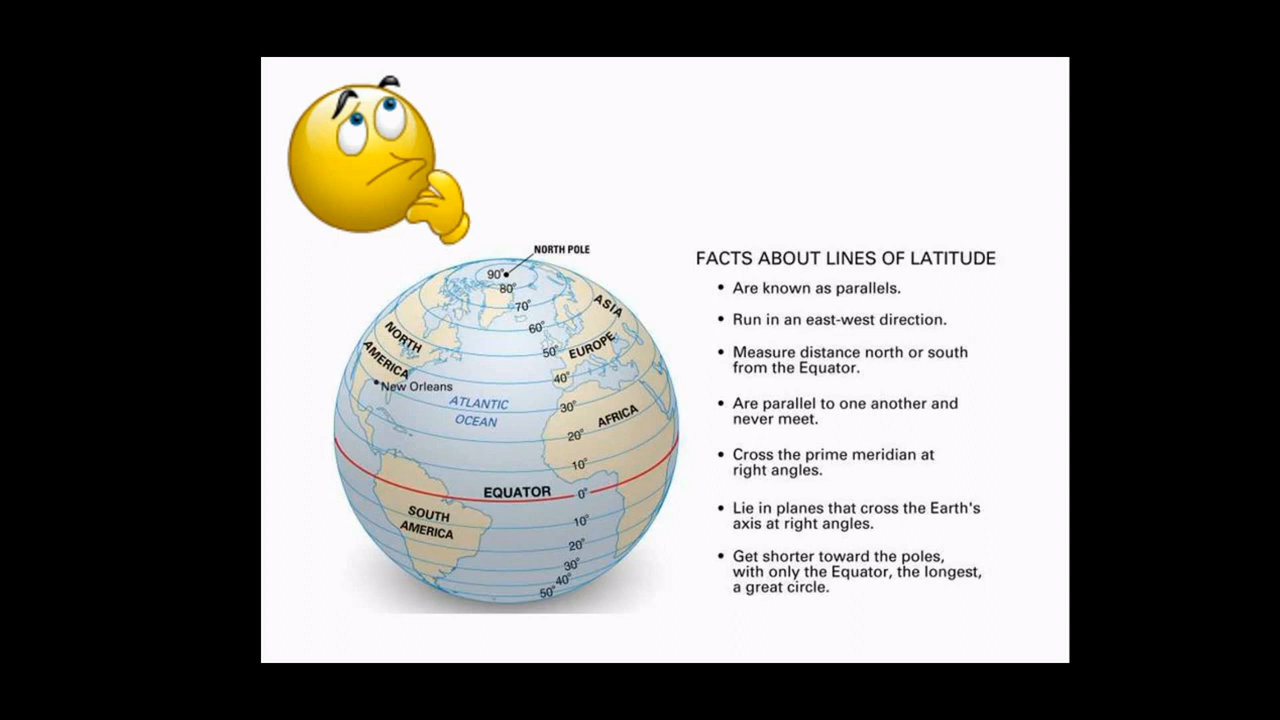 NORTH POLE
90°
80°
70°
60°
50°
40°
30°
20°
10°
0°
10°
20°
30°
40°
50°
ASIA
EUROPE
AFRICA
NORTH
AMERICA
New Orleans
ATLANTIC
OCEAN
EQUATOR
SOUTH
AMERICA
FACTS ABOUT LINES OF LATITUDE
• Are known as parallels.
• Run in an east-west direction.
• Measure distance north or south
from the Equator.
• Are parallel to one another and
never meet.
• Cross the prime meridian at
right angles.
• Lie in planes that cross the Earth's
axis at right angles.
• Get shorter toward the poles,
with only the Equator, the longest,
a great circle.